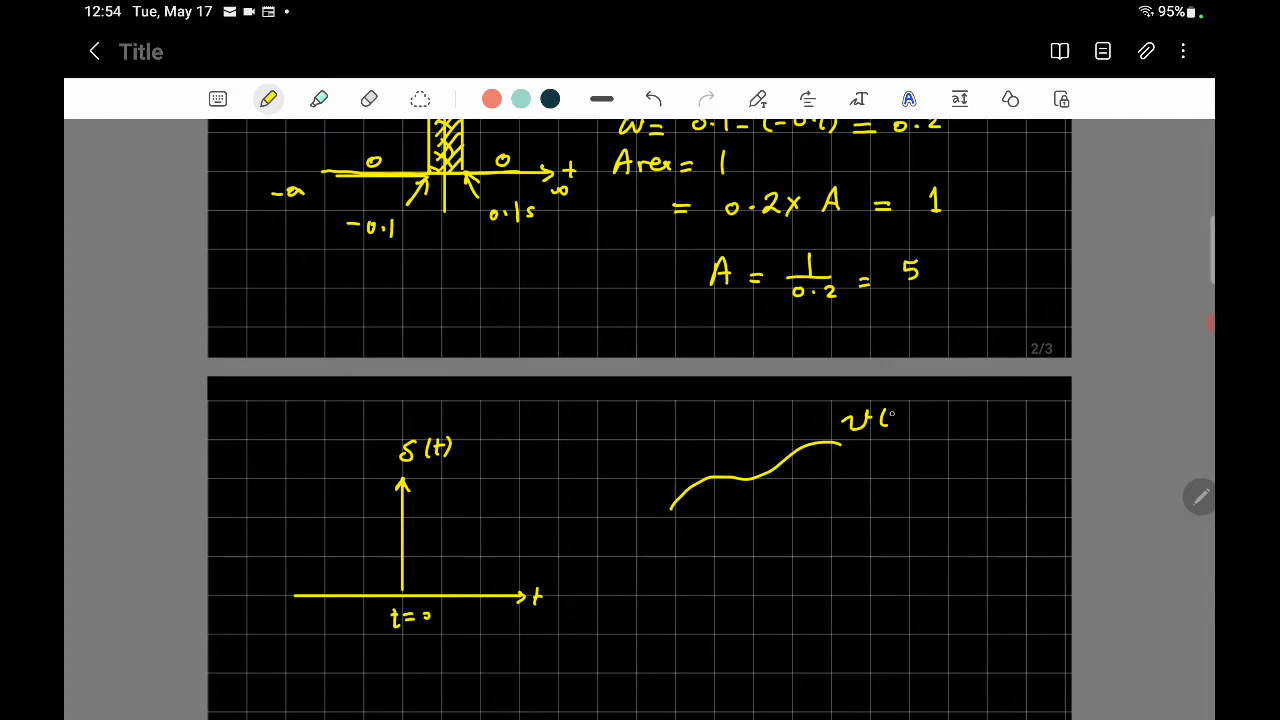 12:54 Tue, May 17
95%
Title
W = 0.1 - (-0.1) = 0.2
0 0 t
Area = 1
-∞ ∞
-0.1 0.1s
= 0.2 × A = 1
A = 1/0.2 = 5
2/3
δ(t)
v(
t
t=0